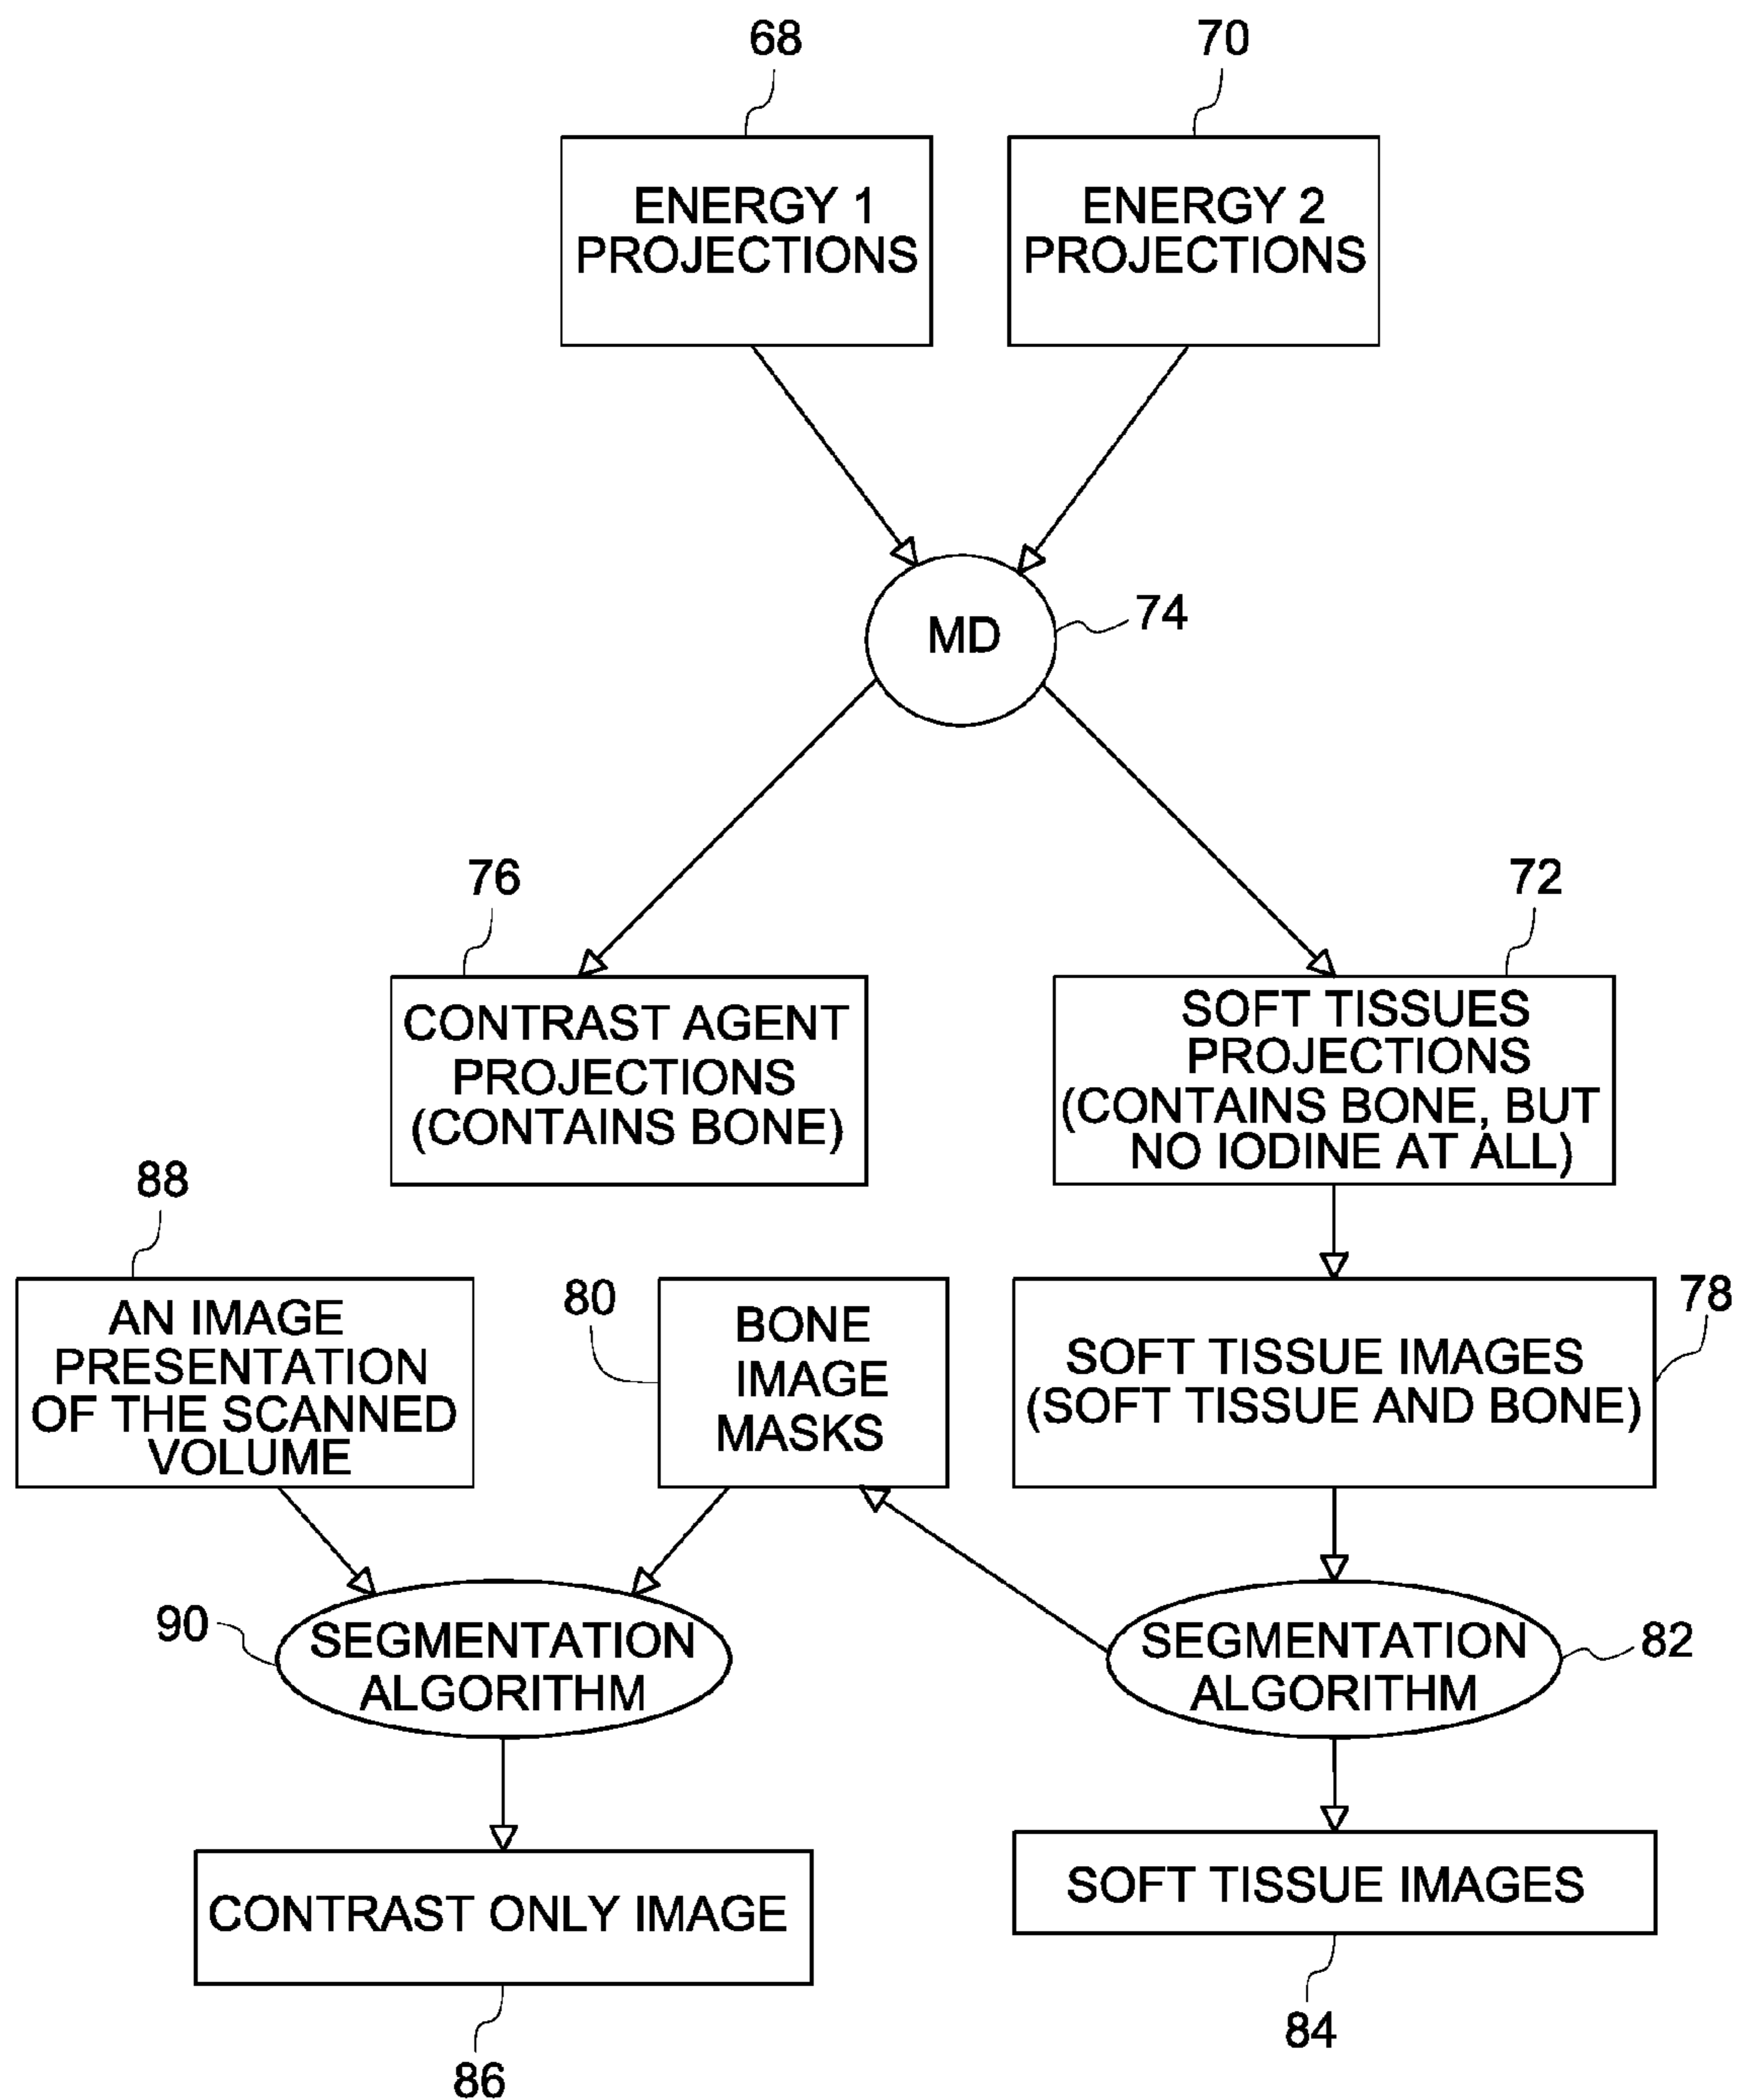 68
70
ENERGY 1
PROJECTIONS
ENERGY 2
PROJECTIONS
MD
74
76
72
CONTRAST AGENT
PROJECTIONS
(CONTAINS BONE)
SOFT TISSUES
PROJECTIONS
(CONTAINS BONE, BUT
NO IODINE AT ALL)
88
80
78
AN IMAGE
PRESENTATION
OF THE SCANNED
VOLUME
BONE
IMAGE
MASKS
SOFT TISSUE IMAGES
(SOFT TISSUE AND BONE)
90
SEGMENTATION
ALGORITHM
SEGMENTATION
ALGORITHM
82
CONTRAST ONLY IMAGE
SOFT TISSUE IMAGES
84
86